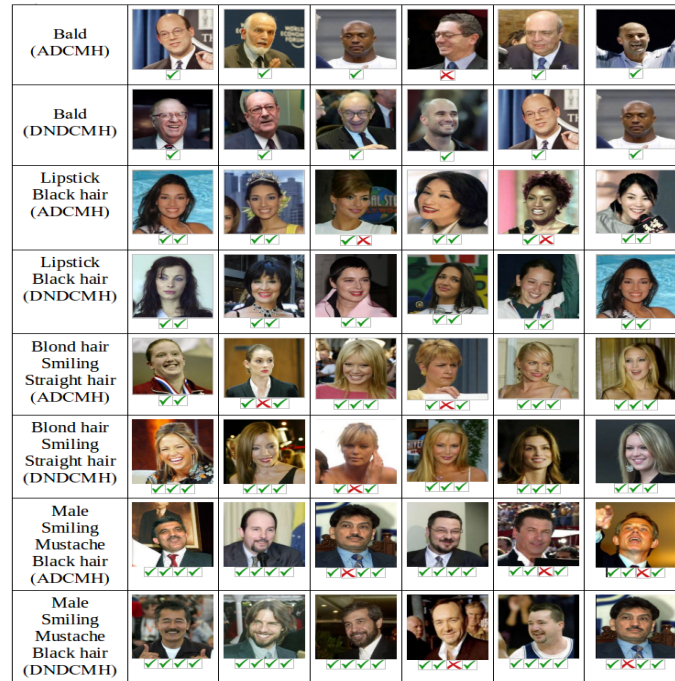 Bald
(ADCMH)
Bald
(DNDCMH)
Lipstick
Black hair
(ADCMH)
Lipstick
Black hair
(DNDCMH)
Blond hair
Smiling
Straight hair
(ADCMH)
Blond hair
Smiling
Straight hair
(DNDCMH)
Male
Smiling
Mustache
Black hair
(ADCMH)
Male
Smiling
Mustache
Black hair
(DNDCMH)